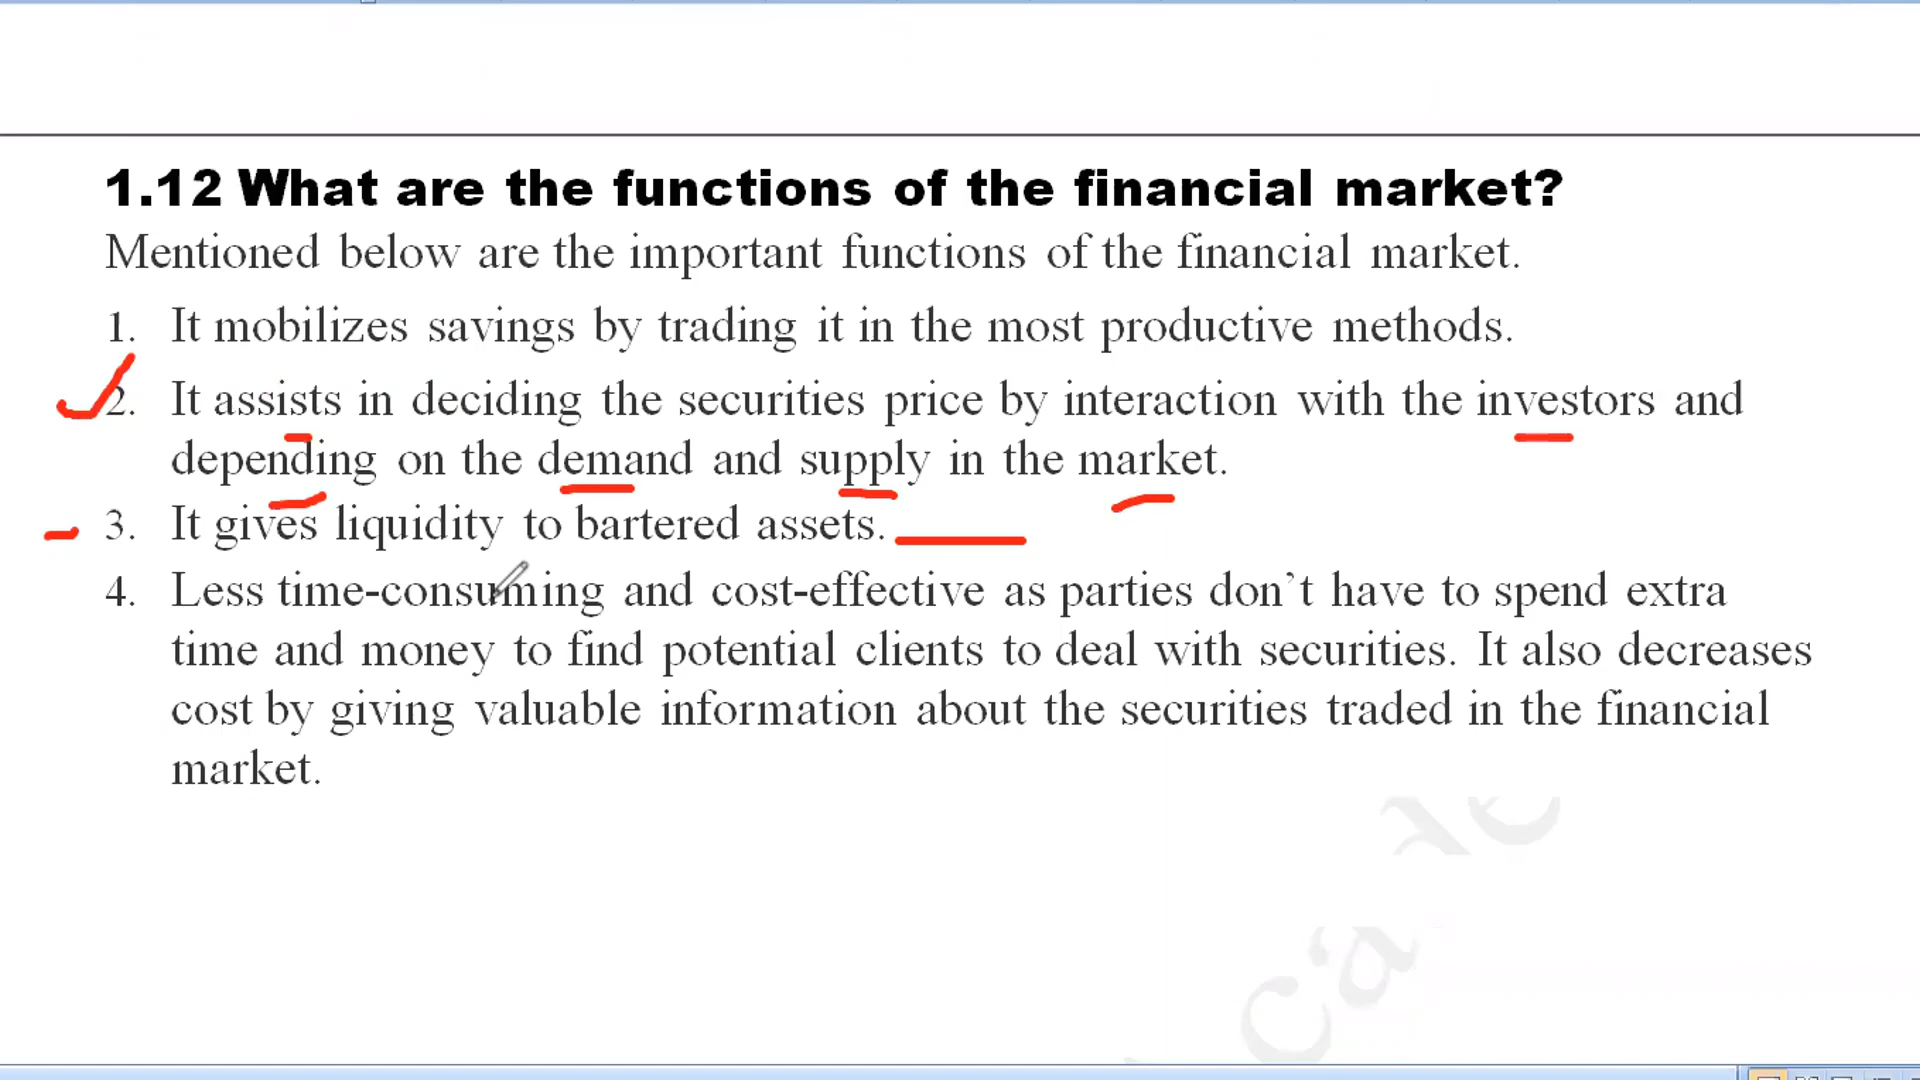 1.12 What are the functions of the financial market?
Mentioned below are the important functions of the financial market.
1. It mobilizes savings by trading it in the most productive methods.
2. It assists in deciding the securities price by interaction with the investors and
depending on the demand and supply in the market.
3. It gives liquidity to bartered assets.
4. Less time-consuming and cost-effective as parties don’t have to spend extra
time and money to find potential clients to deal with securities. It also decreases
cost by giving valuable information about the securities traded in the financial
market.